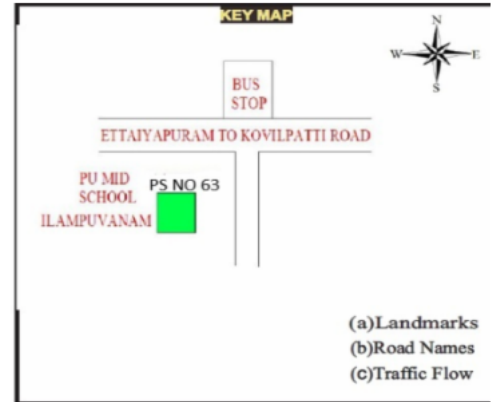 KEY MAP
N
W
E
S
BUS
STOP
ETTAIYAPURAM TO KOVILPATTI ROAD
PU MID
SCHOOL
PS NO 63
ILAMPUVANAM
(a)Landmarks
(b)Road Names
(c)Traffic Flow